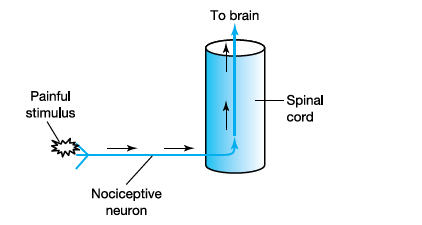 To brain
Painful
stimulus
Spinal
cord
Nociceptive
neuron